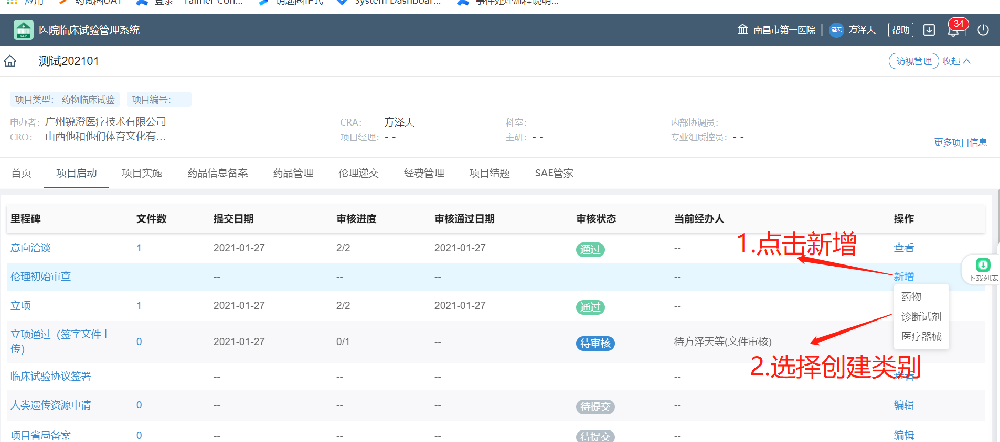 应用 药试圈UAT 登录 - Taimei-Con... 钥匙圈正式 System Dashboar... 事件处理流程说明...
医院临床试验管理系统 南昌市第一医院 泽天 方泽天 帮助 34
GCP
测试202101 访视管理 收起
项目类型： 药物临床试验 项目编号：- -
申办者：广州锐澄医疗技术有限公司 CRA： 方泽天 科室：- - 内部协调员： - -
CRO： 山西他和他们体育文化有... 项目经理：- - 主研：- - 专业组质控员：- -
更多项目信息
首页 项目启动 项目实施 药品信息备案 药品管理 伦理递交 经费管理 项目结题 SAE管家
里程碑 文件数 提交日期 审核进度 审核通过日期 审核状态 当前经办人 操作
1.点击新增
意向洽谈 1 2021-01-27 2/2 2021-01-27 通过 -- 查看
伦理初始审查 -- -- -- -- 新增
下载列表
药物
诊断试剂
医疗器械
立项 1 2021-01-27 2/2 2021-01-27 通过 --
立项通过（签字文件上
传） 0 2021-01-27 0/1 -- 待审核 待方泽天等(文件审核)
2.选择创建类别
临床试验协议签署 -- -- -- -- 查看
人类遗传资源申请 0 -- -- -- 待提交 -- 编辑
项目省局备案 0 -- -- -- 待提交 -- 编辑